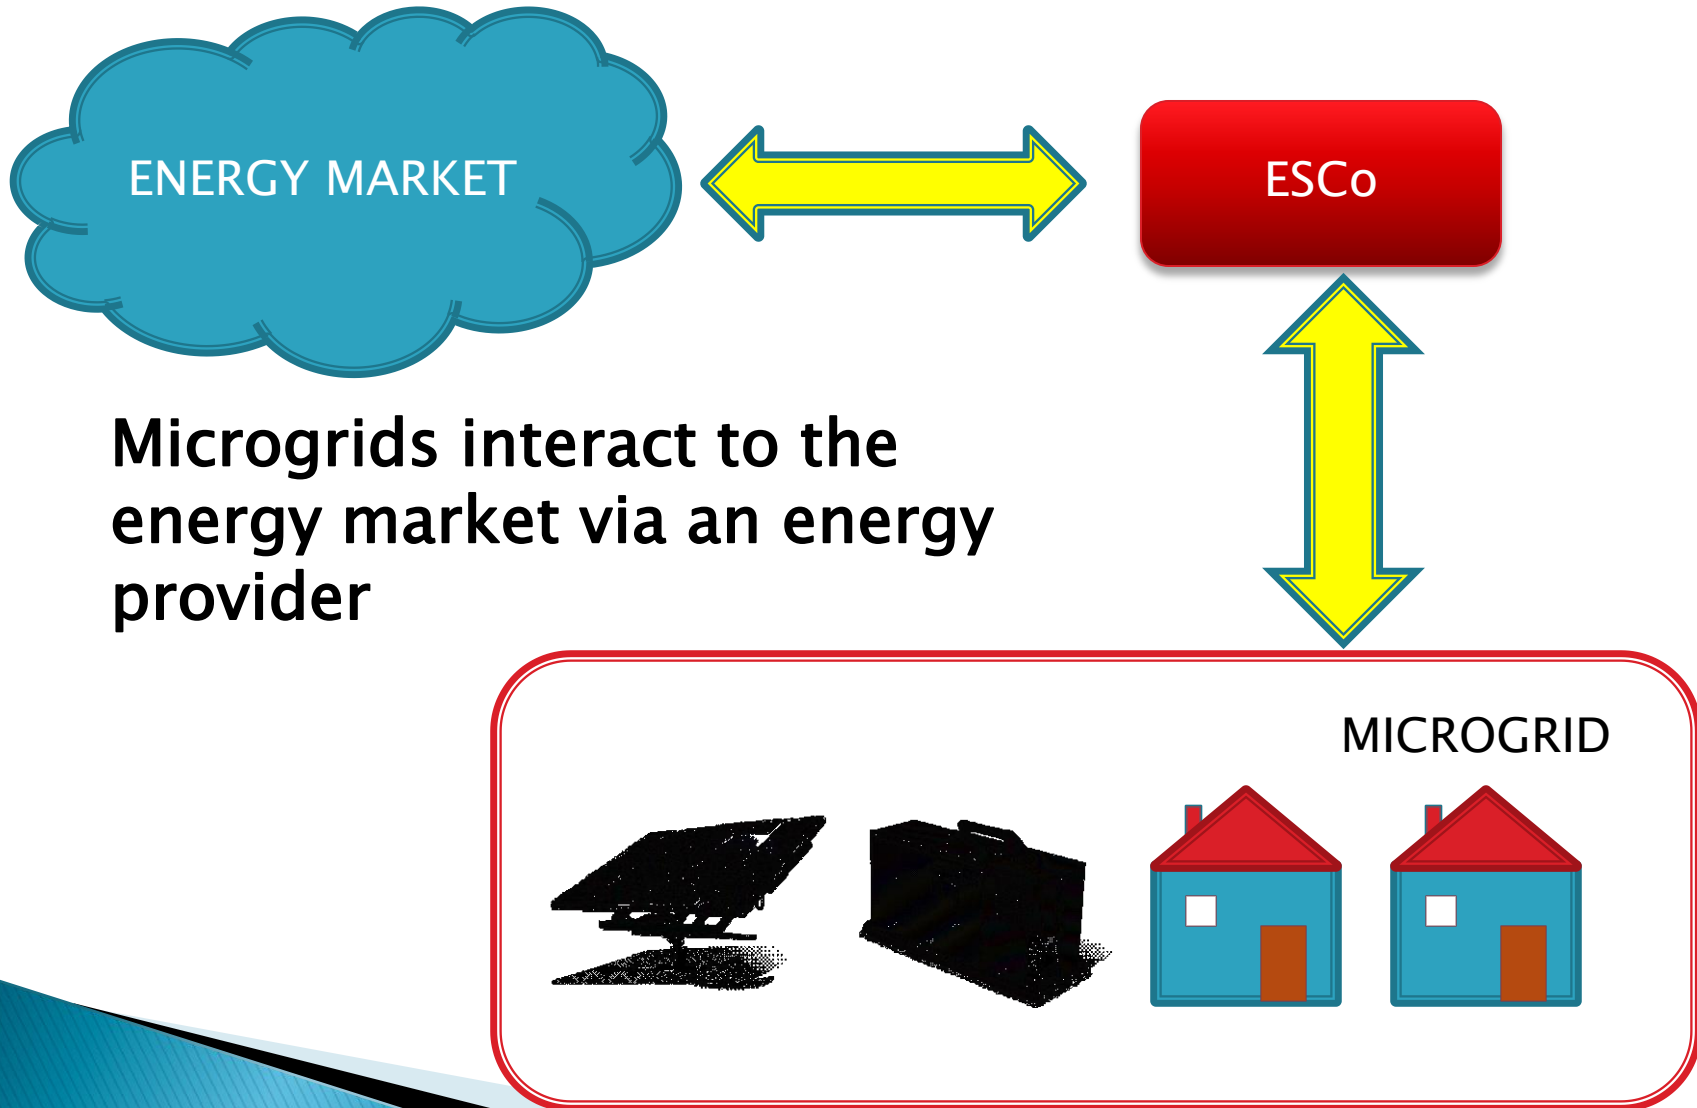 ENERGY MARKET
ESCo
Microgrids interact to the
energy market via an energy
provider
MICROGRID